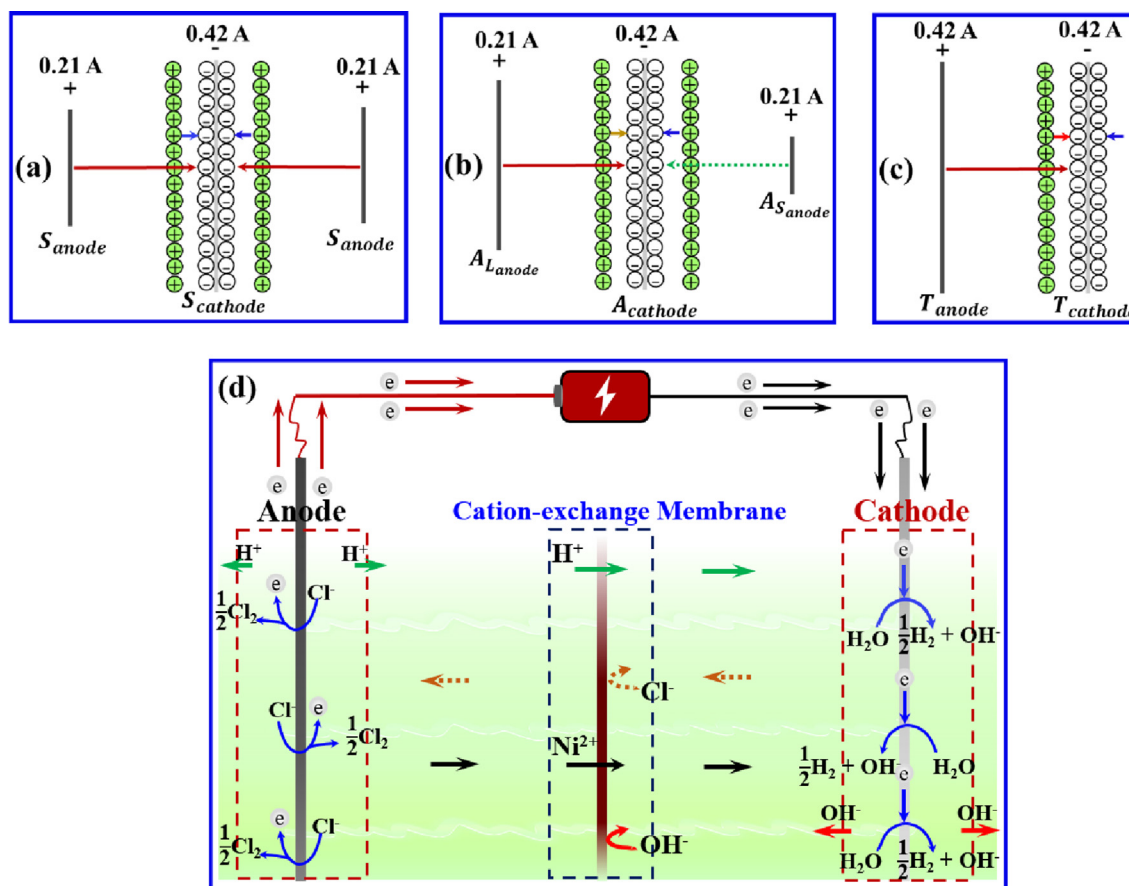 0.42 A
-
0.21 A
+
0.21 A
+
(a)
S_anode
S_anode
S_cathode
0.42 A
-
0.21 A
+
0.21 A
+
(b)
A_S_anode
A_L_anode
A_cathode
0.42 A
+
0.42 A
-
(c)
T_anode
T_cathode
(d)
e e
e e e e
e e
Anode Cation-exchange Membrane Cathode
H⁺ H⁺ H⁺ e
e Cl⁻
½Cl₂
H₂O ½H₂ + OH⁻
Cl⁻ e
Cl⁻ e
½Cl₂ Ni²⁺
½H₂ + OH⁻ H₂O
e
OH⁻ OH⁻
e Cl⁻
½Cl₂ OH⁻ H₂O ½H₂ + OH⁻